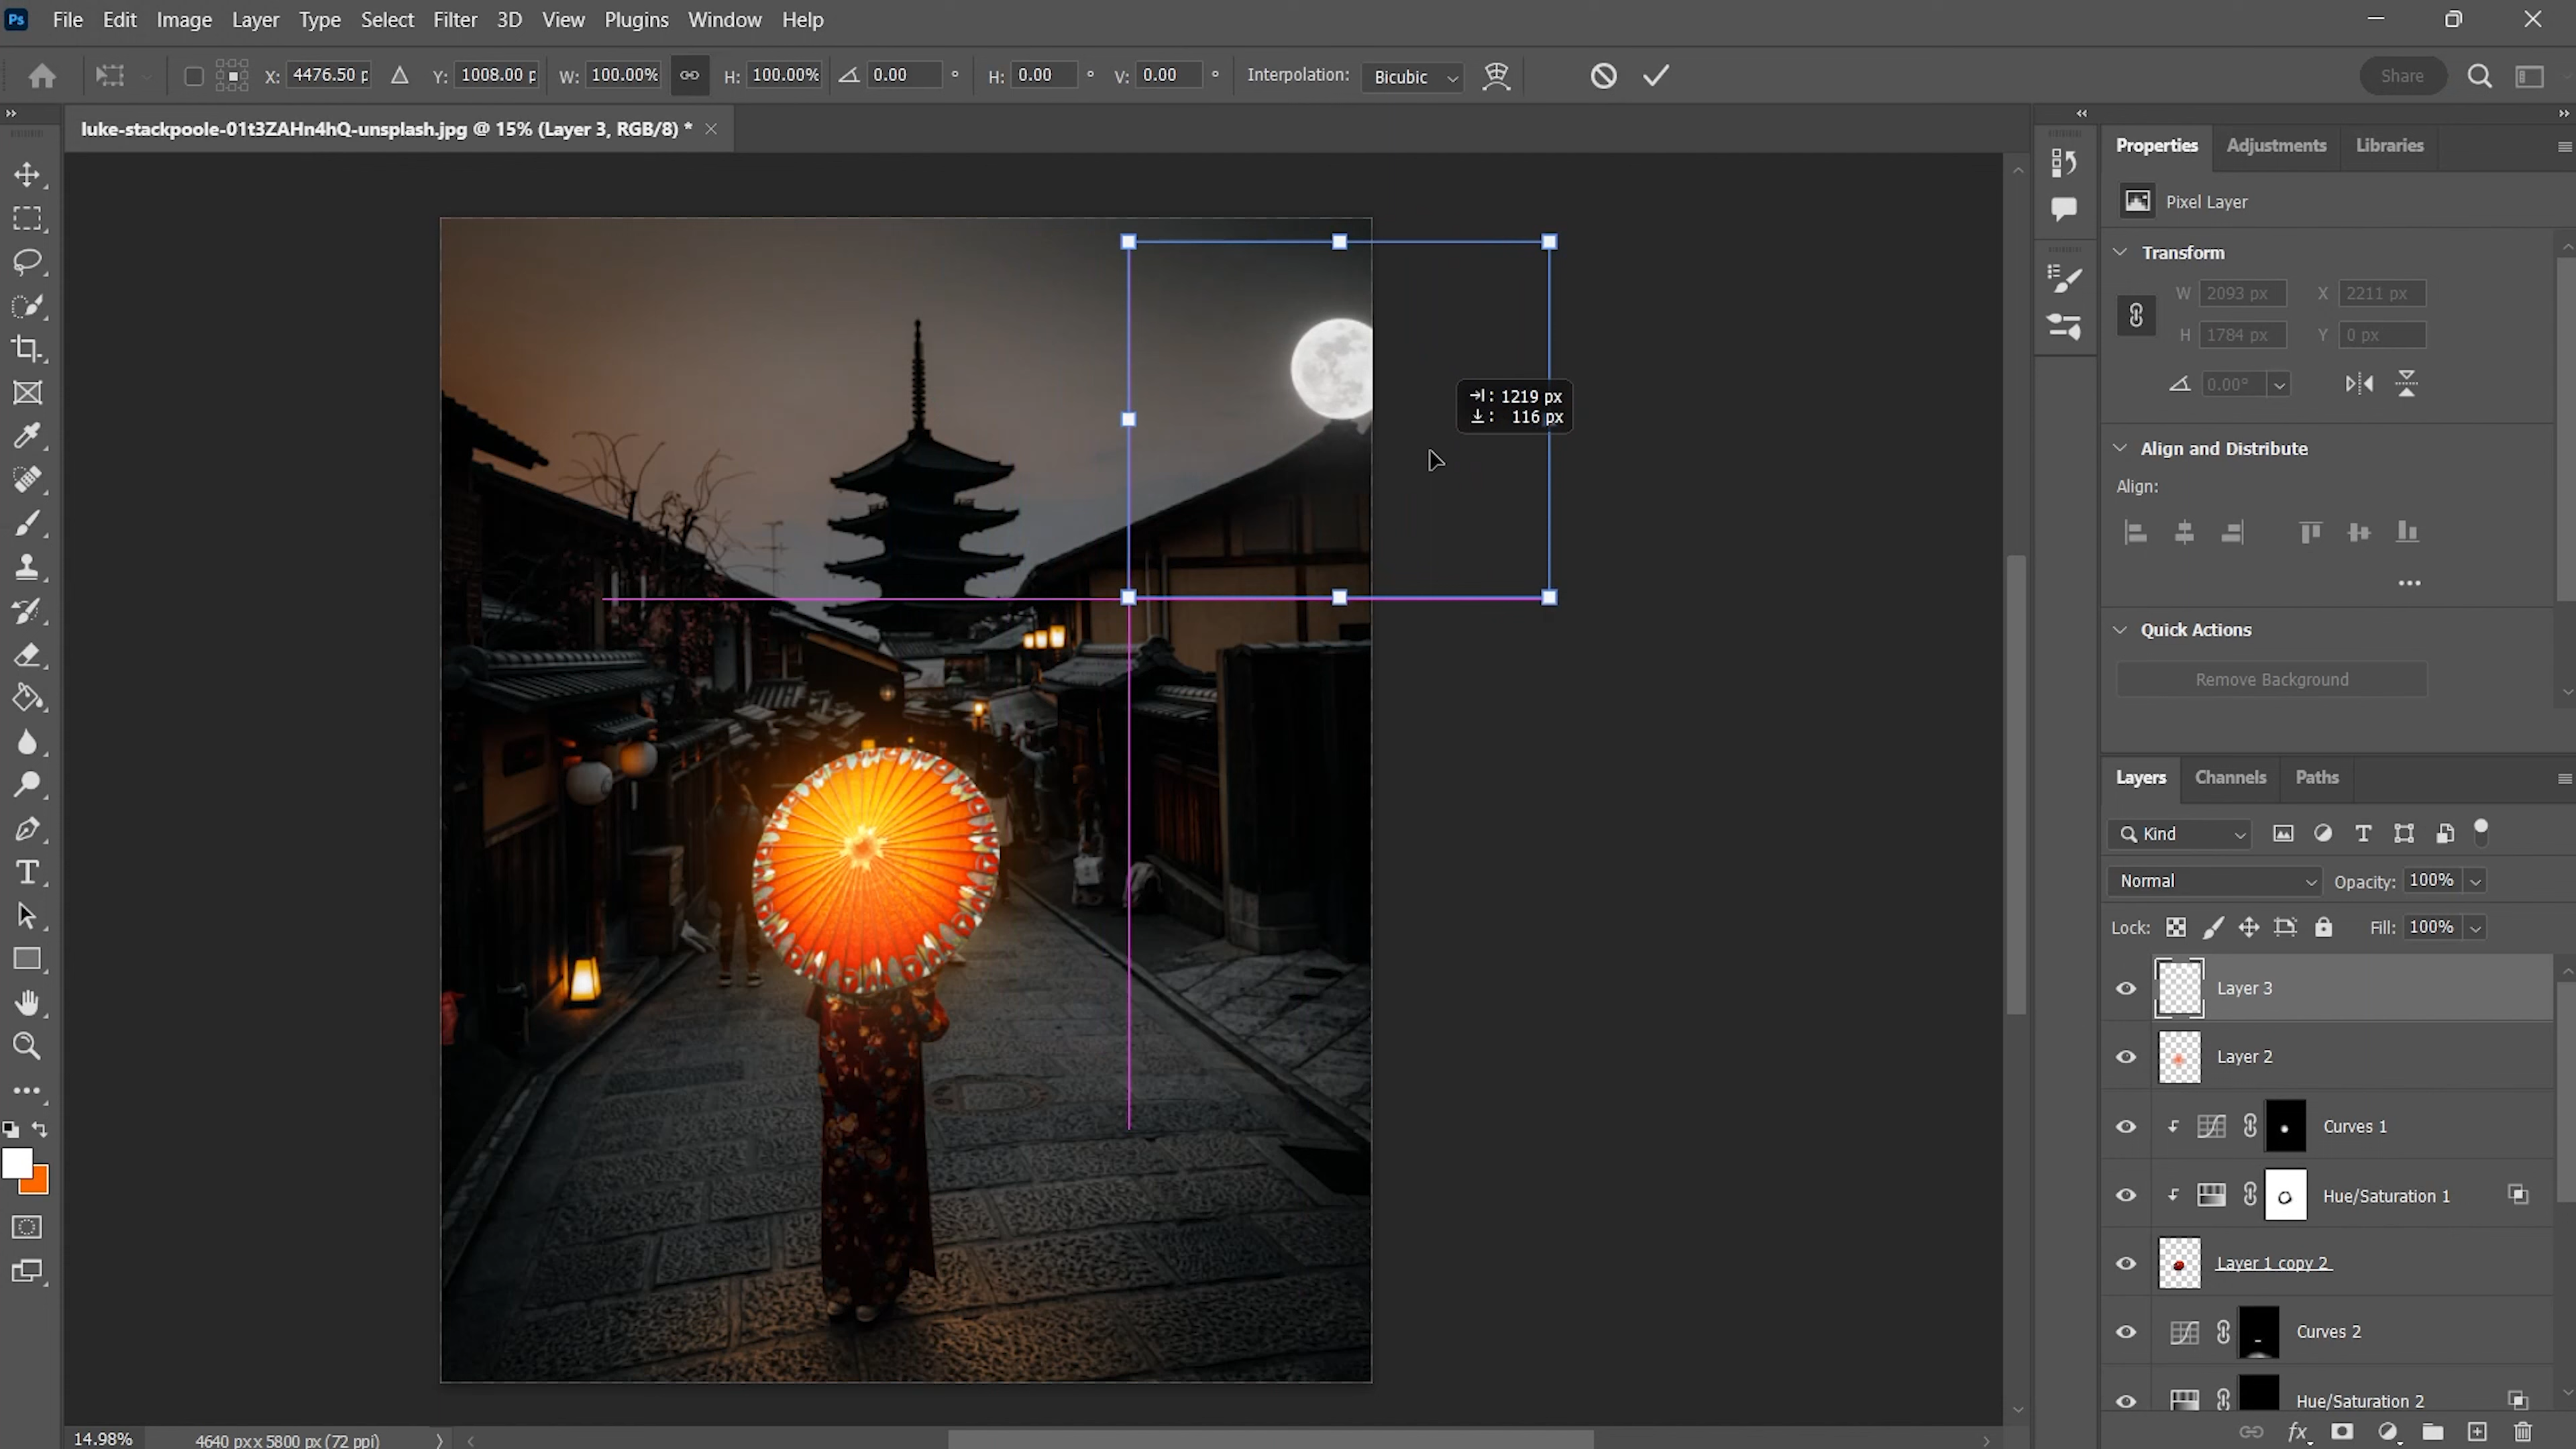 Ps File Edit Image Layer Type Select Filter 3D View Plugins Window Help
X: 4476.50 p Y: 1008.00 p W: 100.00% H: 100.00% 0.00 ° H: 0.00 ° V: 0.00 ° Interpolation: Bicubic Share
luke-stackpoole-01t3ZAHn4hQ-unsplash.jpg @ 15% (Layer 3, RGB/8) *
Properties Adjustments Libraries
Pixel Layer
Transform
W 2093 px X 2211 px
H 1784 px Y 0 px
0.00°
: 1219 px
: 116 px
Align and Distribute
Align:
Quick Actions
Remove Background
Layers Channels Paths
Kind
Normal Opacity: 100%
Lock: Fill: 100%
Layer 3
Layer 2
Curves 1
Hue/Saturation 1
Layer 1 copy 2
Curves 2
Hue/Saturation 2
14.98% 4640 px x 5800 px (72 ppi)